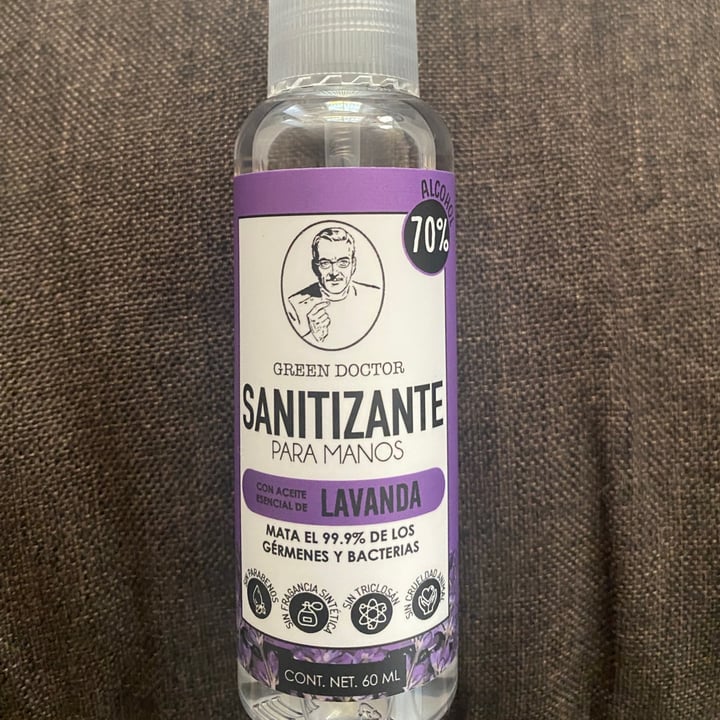 ALCOHOL
70%
GREEN DOCTOR
SANITIZANTE
PARA MANOS
CON ACEITE
ESENCIAL DE
LAVANDA
MATA EL 99.9% DE LOS
GÉRMENES Y BACTERIAS
PARABENOS
SIN FRAGANCIA SINTÉTICA
SIN TRICLOSÁN
SIN CRUELDAD ANIMAL
CONT. NET. 60 ML